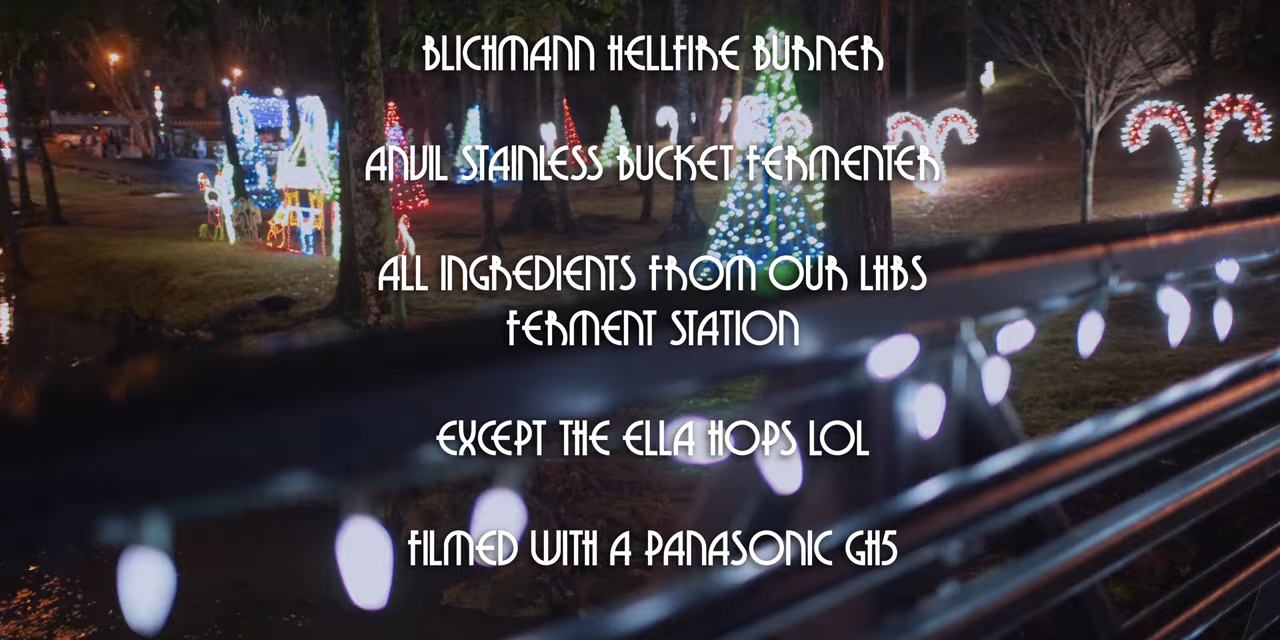 BLICHMANN HELLFIRE BURNER
ANVIL STAINLESS BUCKET FERMENTER
ALL INGREDIENTS FROM OUR LHBS
FERMENT STATION
EXCEPT THE ELLA HOPS LOL
FILMED WITH A PANASONIC GH5